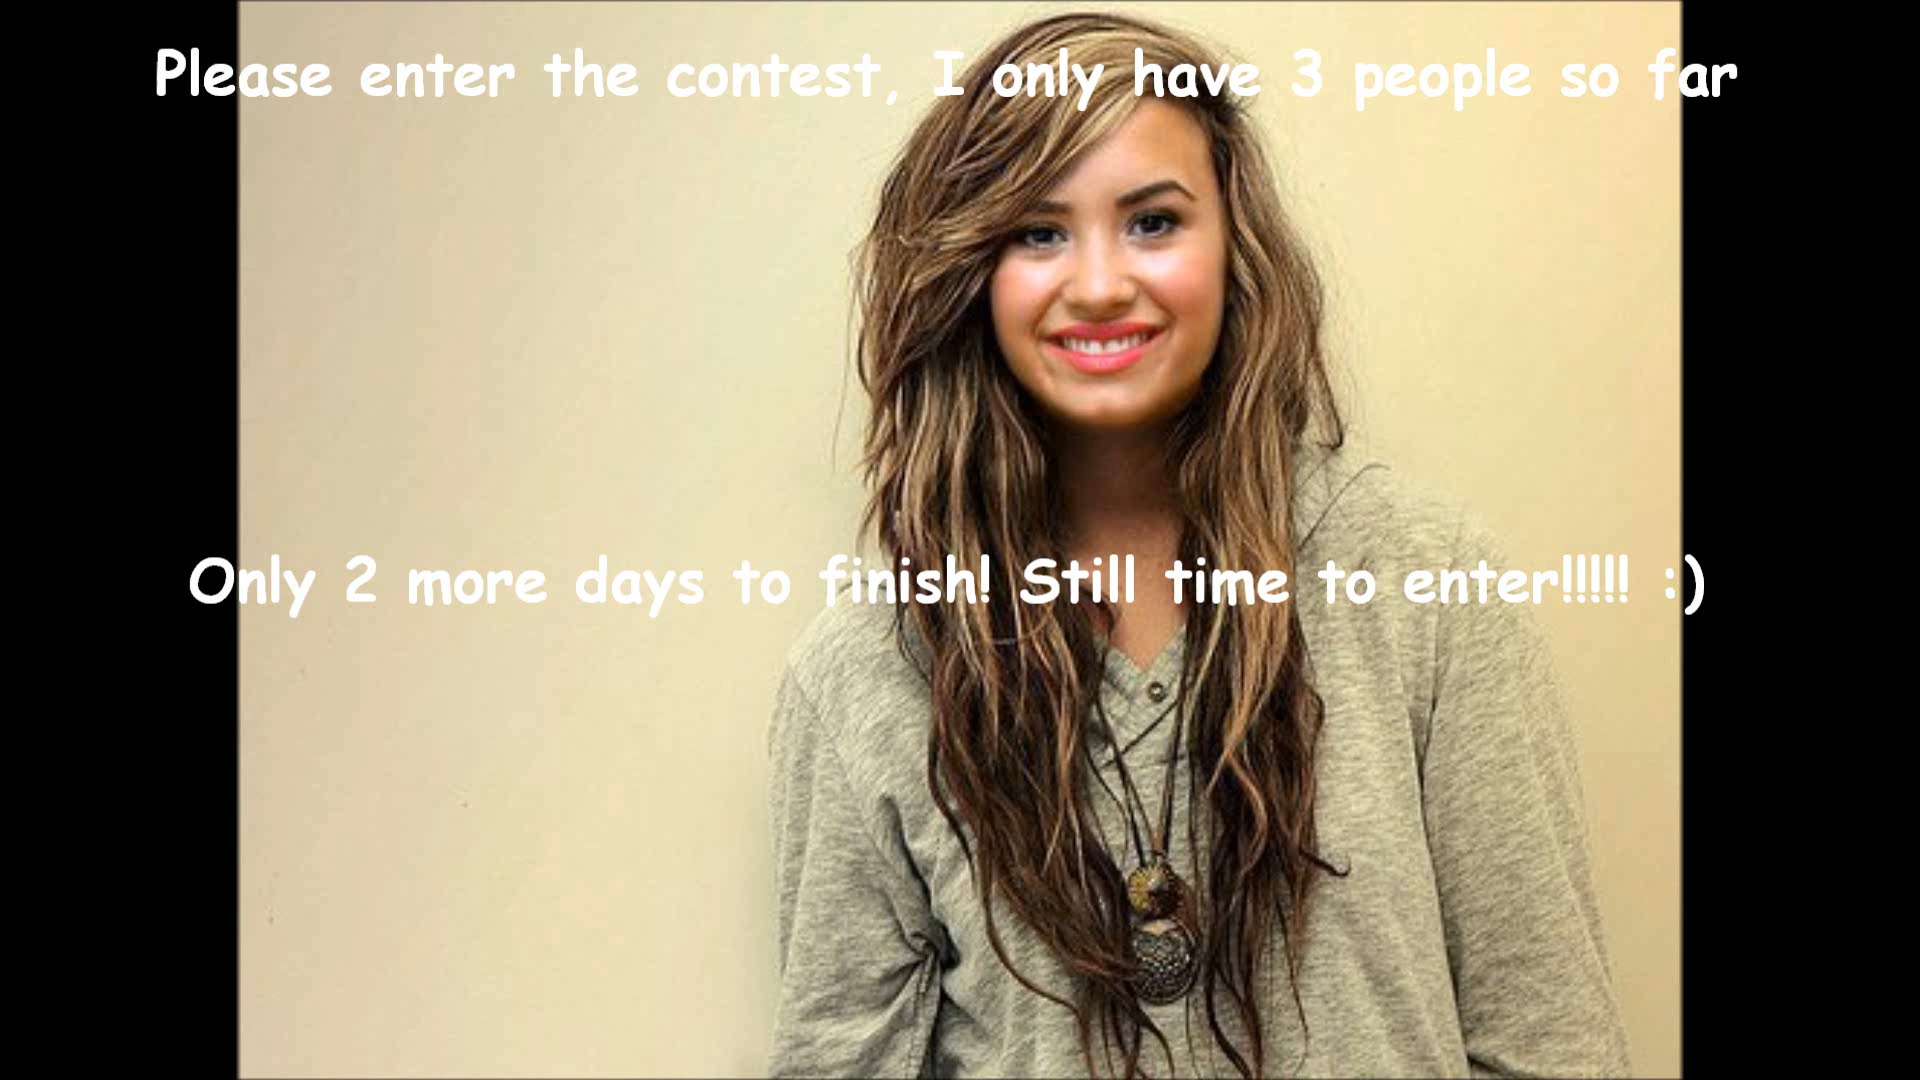 Please enter the contest, I only have 3 people so far
Only 2 more days to finish! Still time to enter!!!!! :)